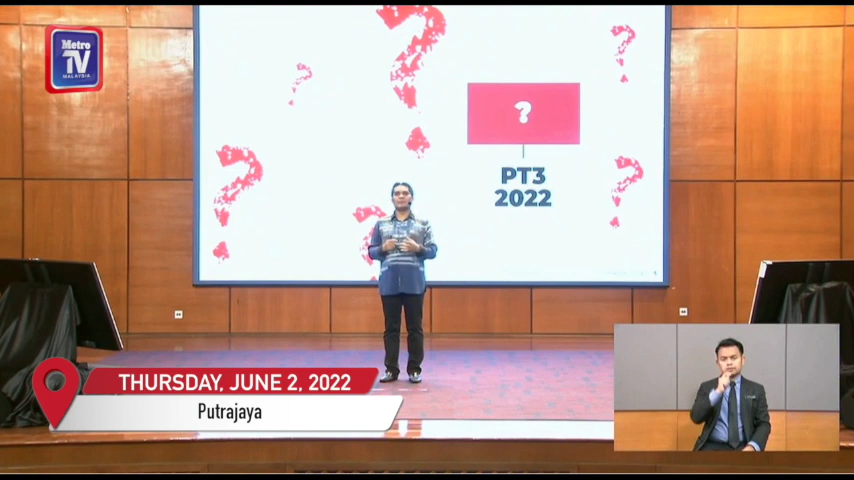 Metro
TV
MALAYSIA
?
PT3
2022
THURSDAY, JUNE 2, 2022
Putrajaya